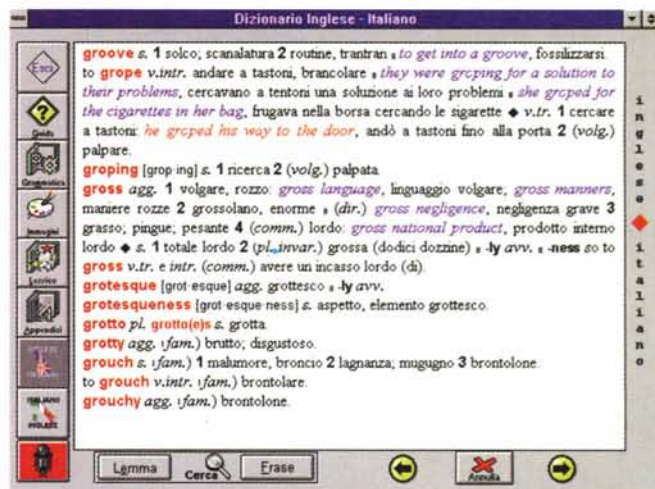 Dizionario Inglese - Italiano
groove s. 1 solco; scanalatura 2 routine, trantran to get into a groove, fossilizzarsi.
to grope v.intr. andare a tastoni, brancolare they were groping for a solution to
their problems, cercavano a tentoni una soluzione ai loro problemi she groped for
the cigarettes in her bag, frugava nella borsa cercando le sigarette ◆ v.tr. 1 cercare
a tastoni: he groped his way to the door, andò a tastoni fino alla porta 2 (volg.)
palpare.
groping [grop·ing] s. 1 ricerca 2 (volg.) palpata
gross agg. 1 volgare, rozzo: gross language, linguaggio volgare; gross manners,
maniere rozze 2 grossolano, enorme (dir.) gross negligence, negligenza grave 3
grasso; pingue; pesante 4 (comm.) lordo: gross national product, prodotto interno
lordo ◆ s. 1 totale lordo 2 (pl.invar.) grossa (dodici dozzine) -ly avv. -ness so to
gross v.tr. e intr. (comm.) avere un incasso lordo (di).
grotesque [grot·esque] agg. grottesco -ly avv.
grotesqueness [grot·esque·ness] s. aspetto, elemento grottesco.
grotto pl. grotto(e)s s. grotta.
grotty agg. (fam.) brutto; disgustoso.
grouch s. (fam.) 1 malumore, broncio 2 lagnanza; mugugno 3 brontolone.
to grouch v.intr. (fam.) brontolare.
grouchy agg. (fam.) brontolone.
Esci
Guida
Grammatica
Immagini
Lessico
Appendici
ITALIANO
INGLESE
inglese ◆ italiano
Lemma
Cerca
Frase
Annulla